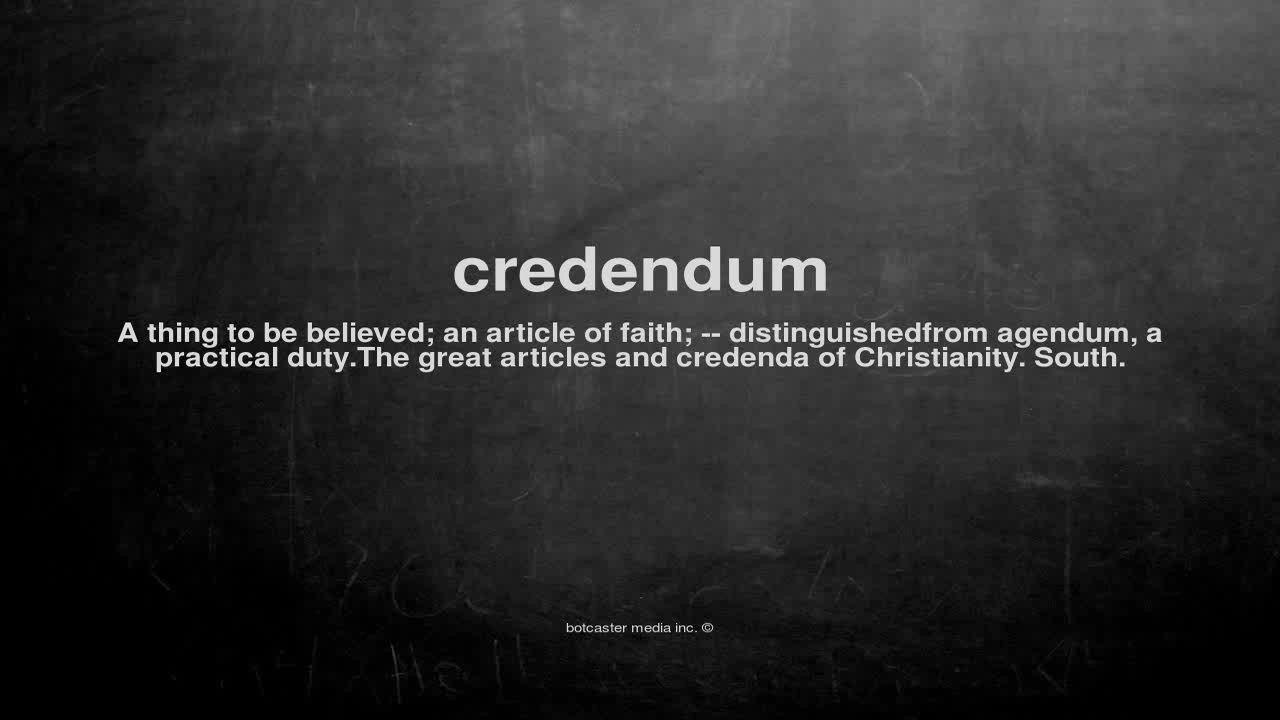 credendum
A thing to be believed; an article of faith; -- distinguishedfrom agendum, a
practical duty.The great articles and credenda of Christianity. South.
botcaster media inc. ©